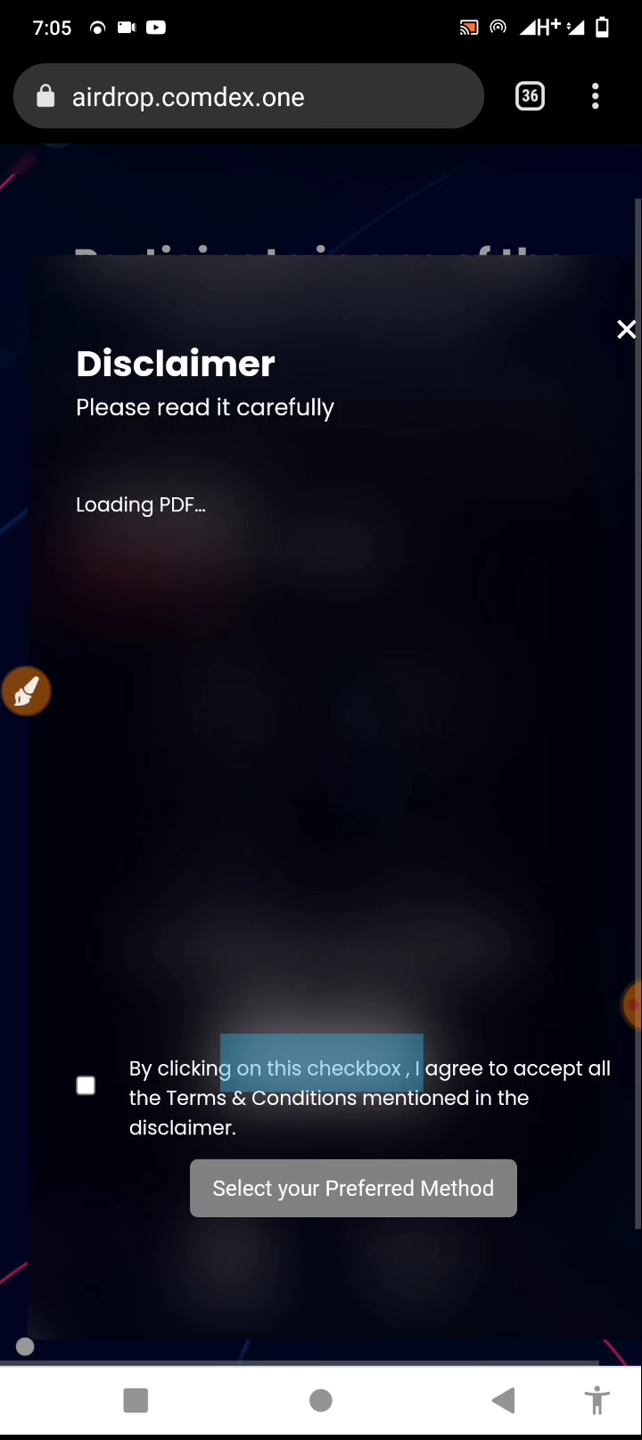 7:05
H+
airdrop.comdex.one
36
Disclaimer
Please read it carefully
Loading PDF...
By clicking on this checkbox , I agree to accept all
the Terms & Conditions mentioned in the
disclaimer.
Select your Preferred Method